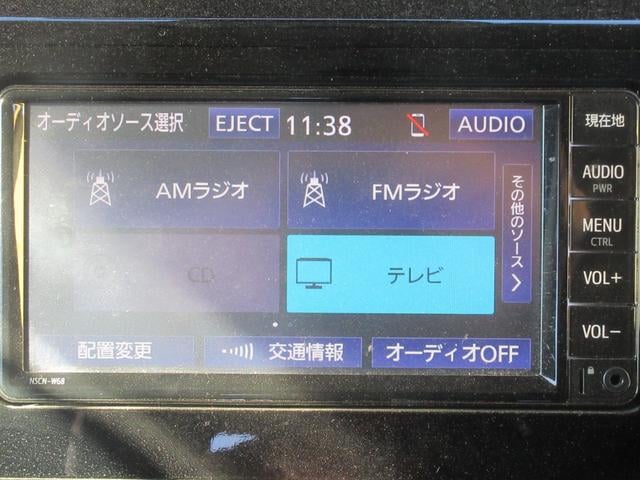 オーディオソース選択 EJECT 11:38 AUDIO
AMラジオ FMラジオ
その他のソース
CD テレビ
配置変更 交通情報 オーディオOFF
NSCN-W68
現在地
AUDIO
PWR
MENU
CTRL
VOL+
VOL−